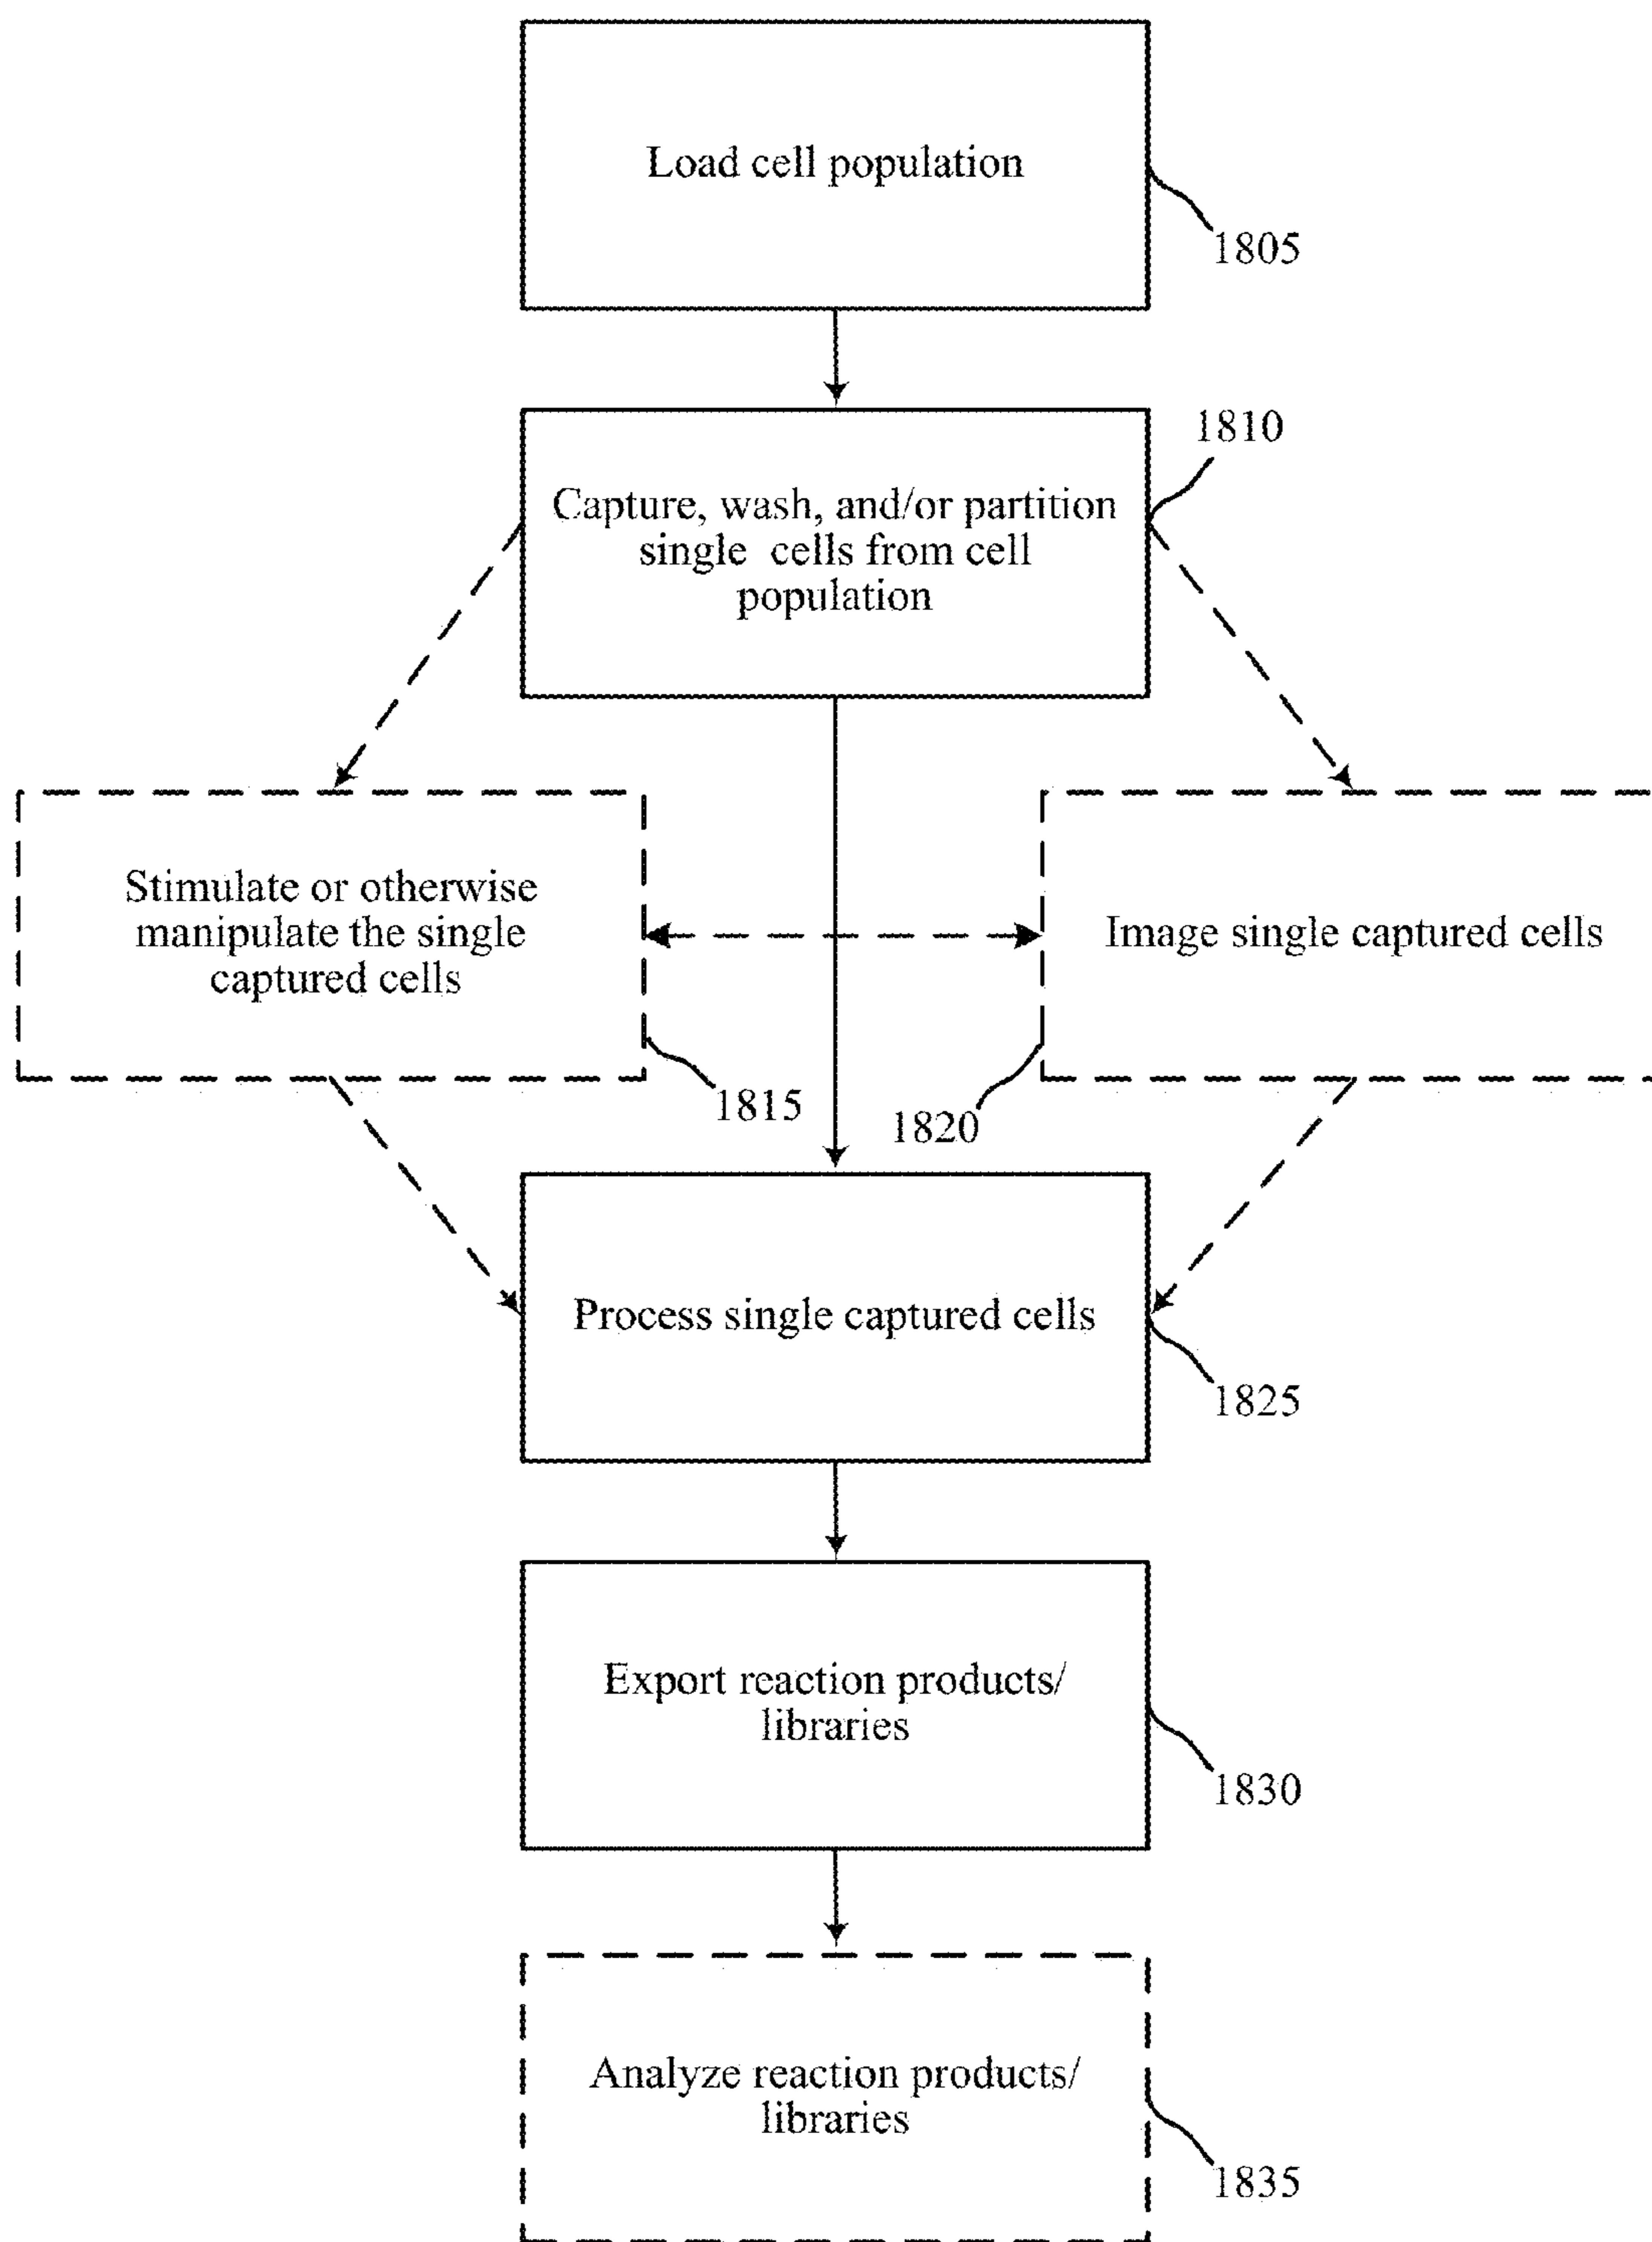 Load cell population
1805
1810
Capture, wash, and/or partition
single cells from cell
population
Stimulate or otherwise
manipulate the single
captured cells
Image single captured cells
1815
1820
Process single captured cells
1825
Export reaction products/
libraries
1830
Analyze reaction products/
libraries
1835